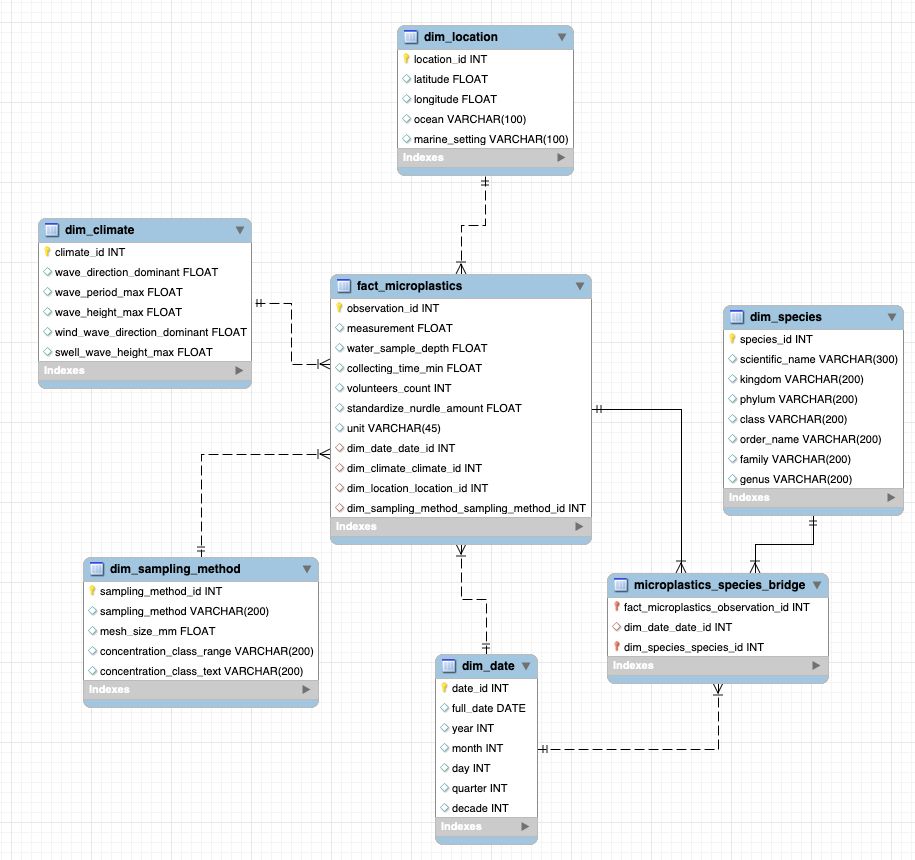 dim_location
location_id INT
latitude FLOAT
longitude FLOAT
ocean VARCHAR(100)
marine_setting VARCHAR(100)
Indexes
dim_climate
climate_id INT
wave_direction_dominant FLOAT
wave_period_max FLOAT
wave_height_max FLOAT
wind_wave_direction_dominant FLOAT
swell_wave_height_max FLOAT
Indexes
fact_microplastics
observation_id INT
measurement FLOAT
water_sample_depth FLOAT
collecting_time_min FLOAT
volunteers_count INT
standardize_nurdle_amount FLOAT
unit VARCHAR(45)
dim_date_date_id INT
dim_climate_climate_id INT
dim_location_location_id INT
dim_sampling_method_sampling_method_id INT
Indexes
dim_species
species_id INT
scientific_name VARCHAR(300)
kingdom VARCHAR(200)
phylum VARCHAR(200)
class VARCHAR(200)
order_name VARCHAR(200)
family VARCHAR(200)
genus VARCHAR(200)
Indexes
dim_sampling_method
sampling_method_id INT
sampling_method VARCHAR(200)
mesh_size_mm FLOAT
concentration_class_range VARCHAR(200)
concentration_class_text VARCHAR(200)
Indexes
microplastics_species_bridge
fact_microplastics_observation_id INT
dim_date_date_id INT
dim_species_species_id INT
Indexes
dim_date
date_id INT
full_date DATE
year INT
month INT
day INT
quarter INT
decade INT
Indexes